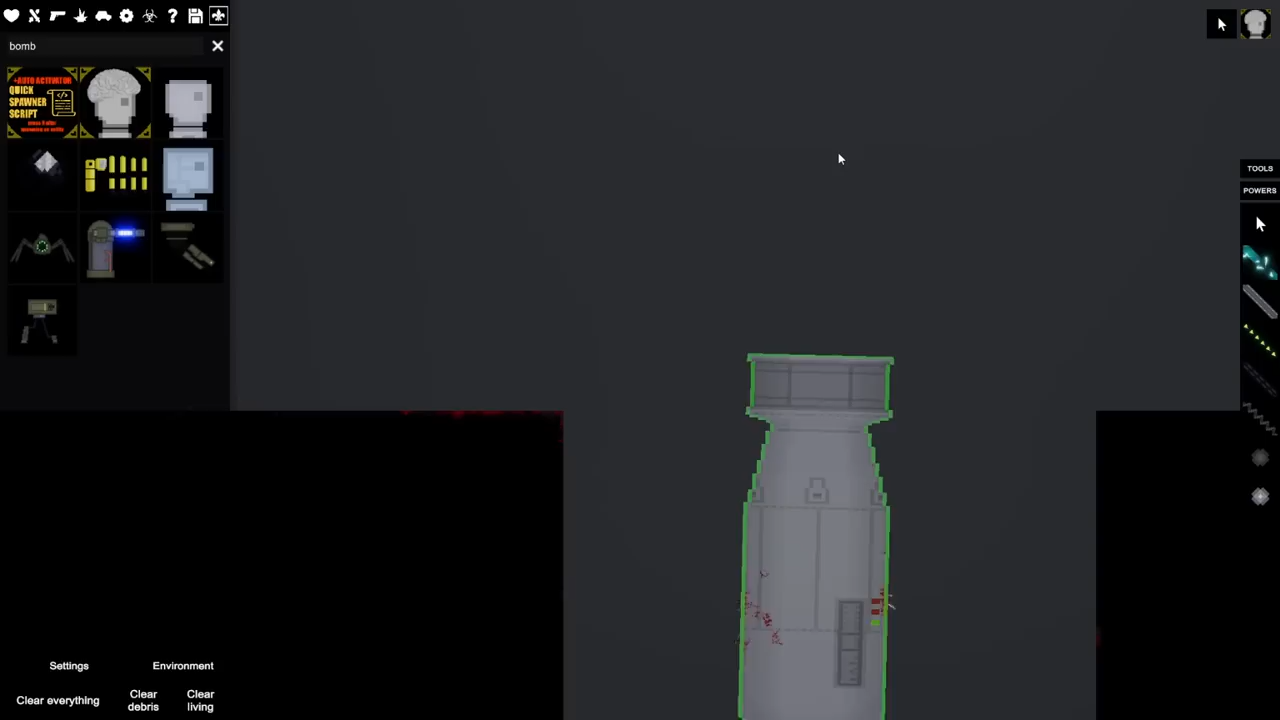 ?
bomb
+AUTO ACTIVATOR
QUICK
SPAWNER
SCRIPT
TOOLS
POWERS
Settings
Environment
Clear everything
Clear debris
Clear living